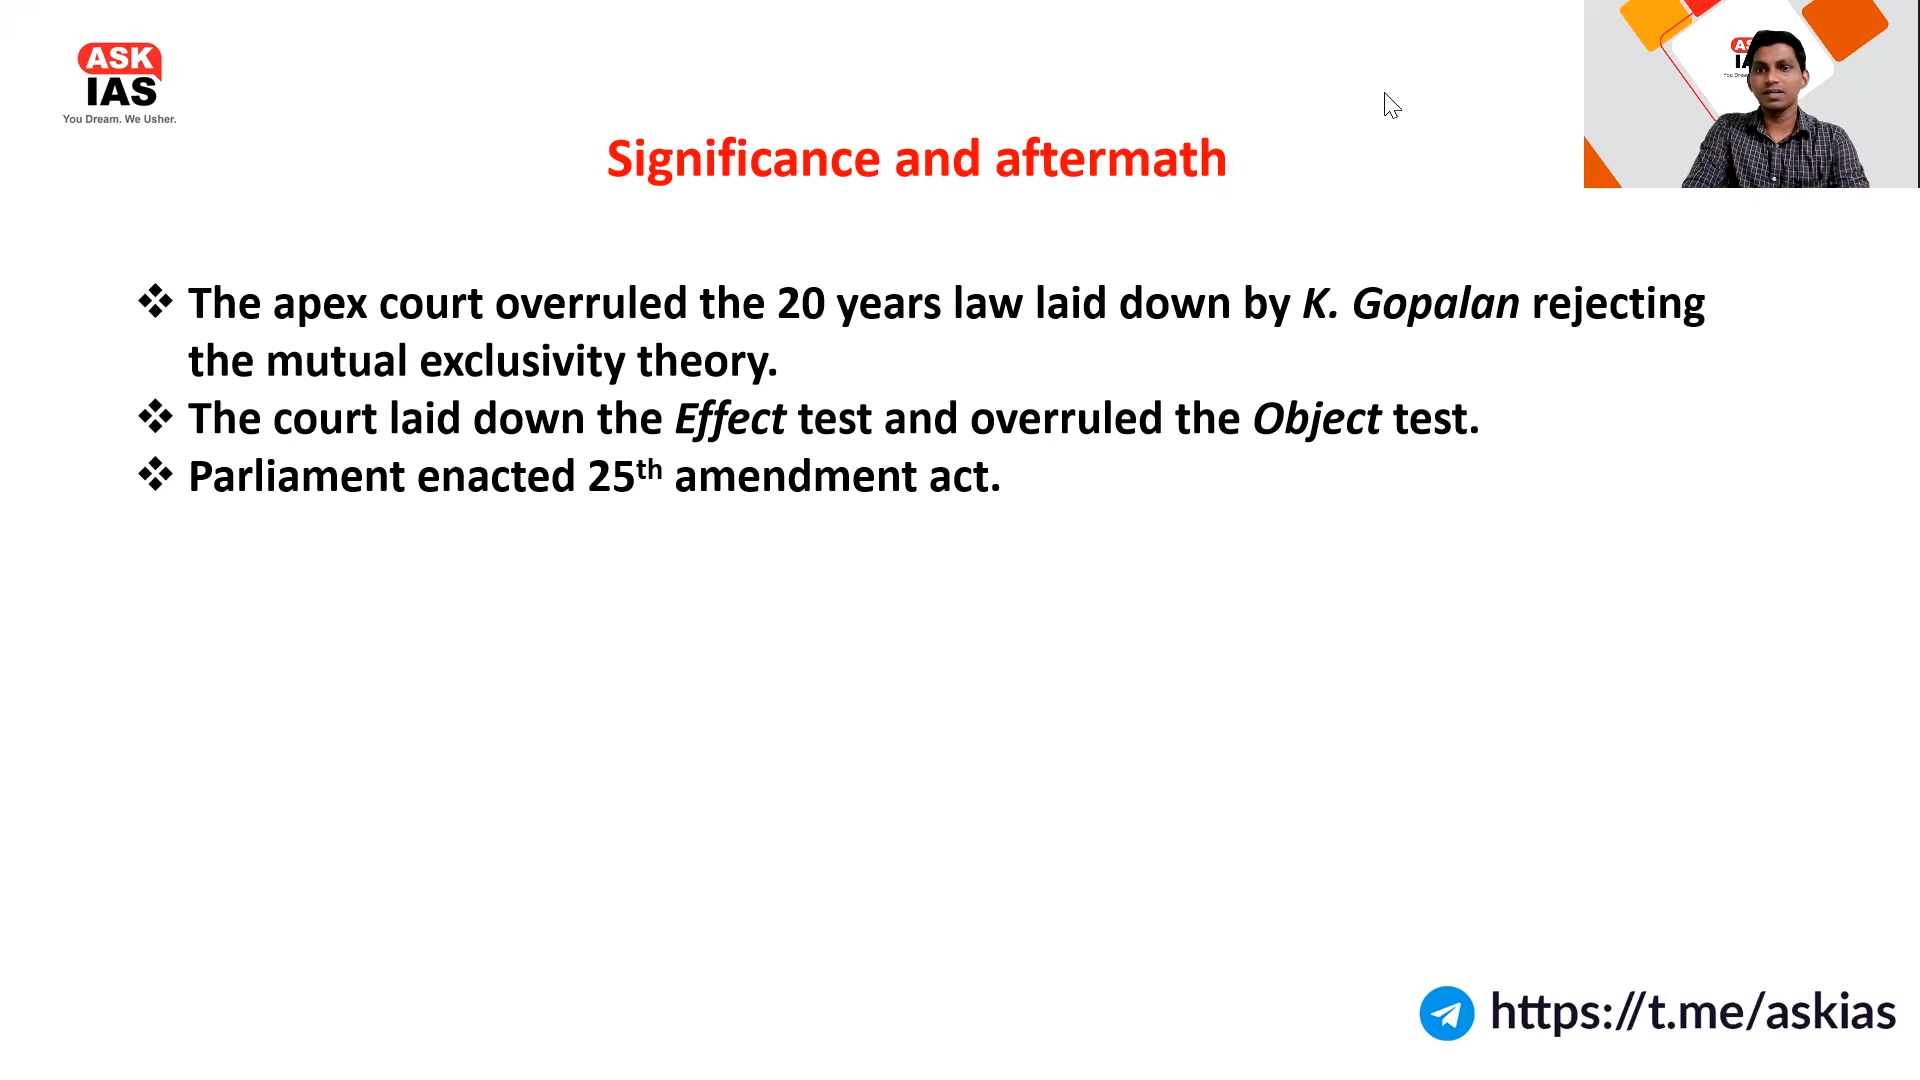 ASK
IAS
You Dream. We Usher.
Significance and aftermath
❖ The apex court overruled the 20 years law laid down by K. Gopalan rejecting
the mutual exclusivity theory.
❖ The court laid down the Effect test and overruled the Object test.
❖ Parliament enacted 25th amendment act.
https://t.me/askias